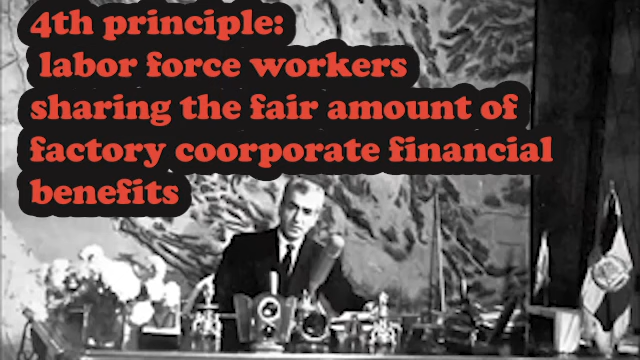 4th principle:
labor force workers
sharing the fair amount of
factory coorporate financial
benefits